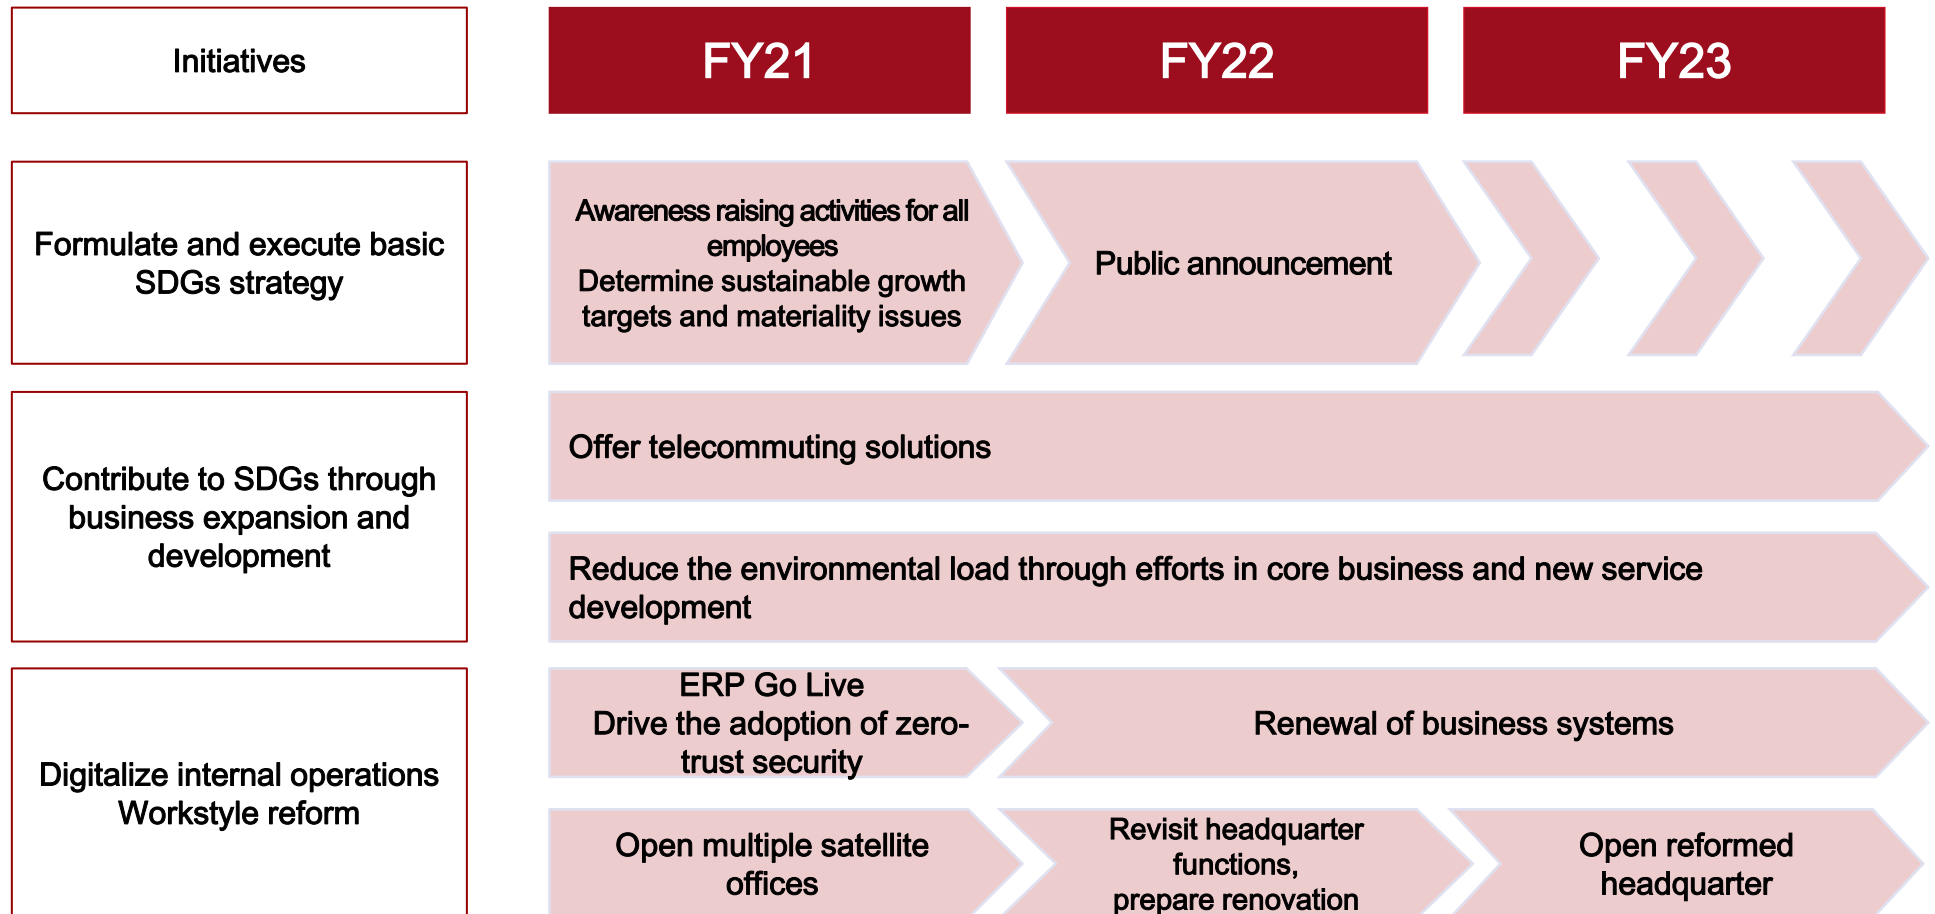 Initiatives
FY21
FY22
FY23
Formulate and execute basic
SDGs strategy
Awareness raising activities for all
employees
Determine sustainable growth
targets and materiality issues
Public announcement
Contribute to SDGs through
business expansion and
development
Offer telecommuting solutions
Reduce the environmental load through efforts in core business and new service
development
Digitalize internal operations
Workstyle reform
ERP Go Live
Drive the adoption of zero-
trust security
Renewal of business systems
Open multiple satellite
offices
Revisit headquarter
functions,
prepare renovation
Open reformed
headquarter